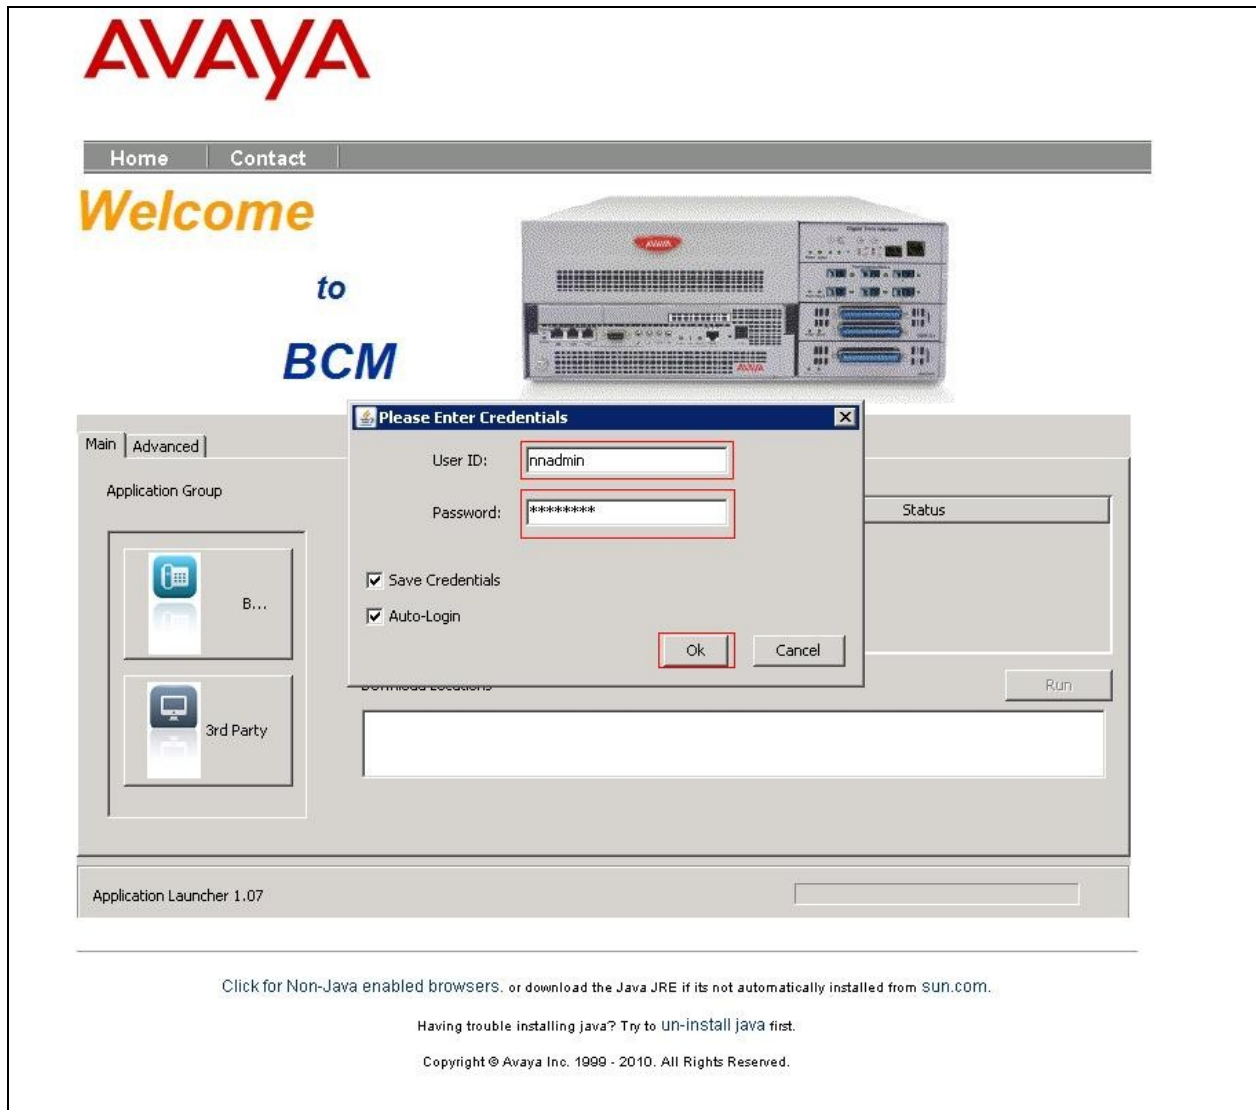 AVAYA
Home Contact
Welcome
to
BCM
AVAYA
AVAYA
Please Enter Credentials
Main Advanced
User ID: nnadmin
Application Group
Password: ********
Status
Save Credentials
B...
Auto-Login
Ok Cancel
Run
3rd Party
Application Launcher 1.07
Click for Non-Java enabled browsers. or download the Java JRE if its not automatically installed from sun.com.
Having trouble installing java? Try to un-install java first.
Copyright © Avaya Inc. 1999 - 2010. All Rights Reserved.